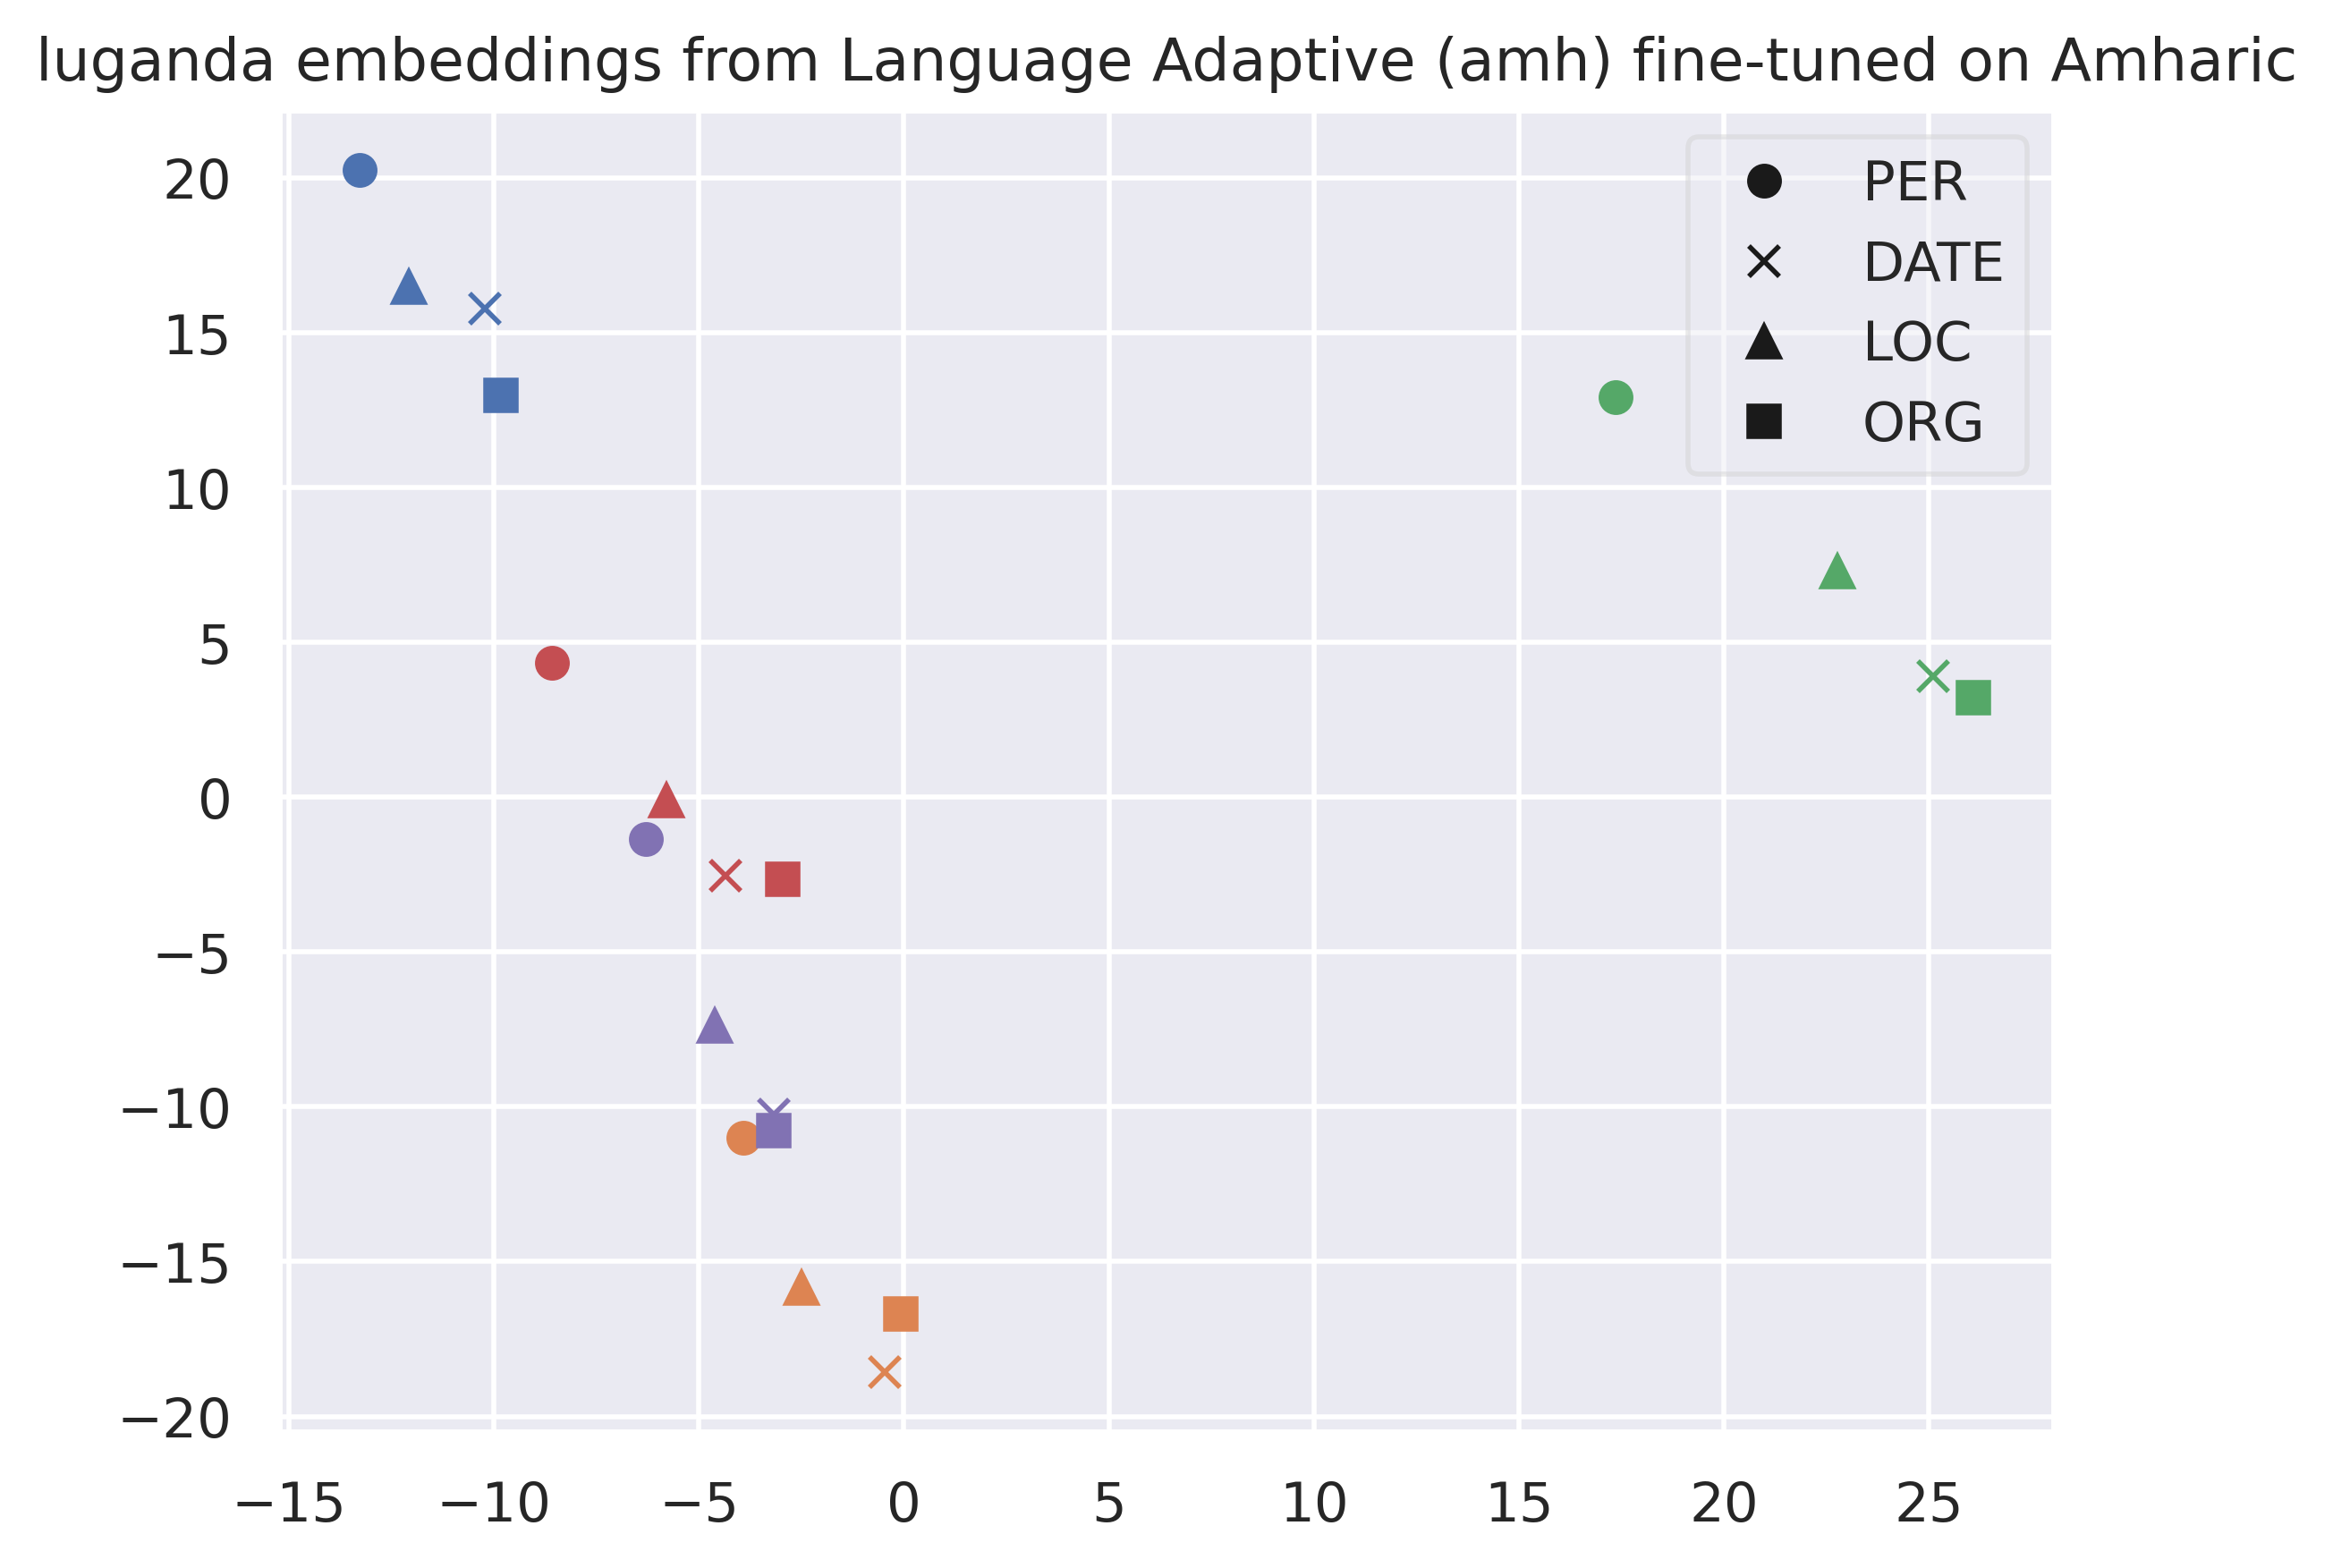 luganda embeddings from Language Adaptive (amh) fine-tuned on Amharic
PER
DATE
LOC
ORG
20
15
10
5
0
−5
−10
−15
−20
−15 −10 −5 0 5 10 15 20 25